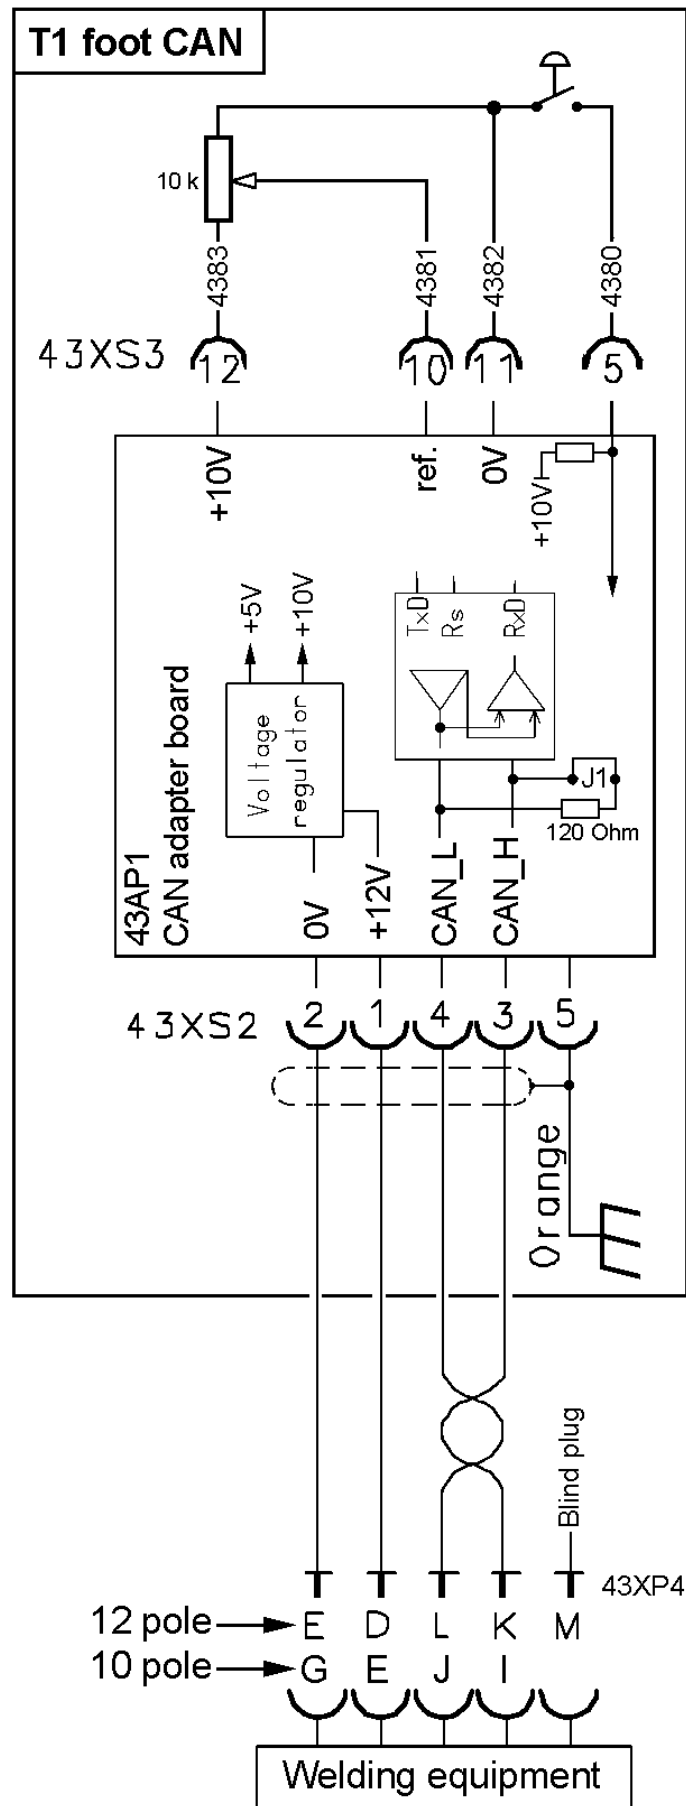 T1 foot CAN
10 k
4383
4381
4382
4380
43XS3
12
10
11
5
+10V
ref.
0V
+10V
+5V
+10V
TxD
Rs
RxD
Voltage
regulator
J1
120 Ohm
43AP1
CAN adapter board
0V
+12V
CAN_L
CAN_H
43XS2
2
1
4
3
5
Orange
Blind plug
43XP4
12 pole E D L K M
10 pole G E J I
Welding equipment